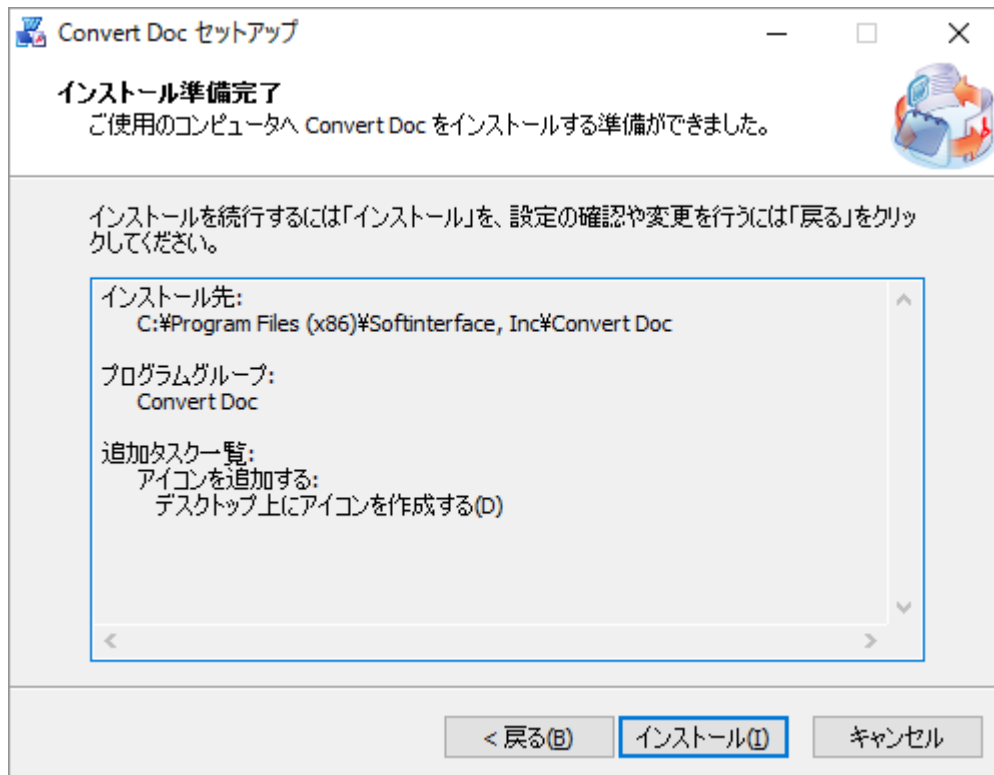 Convert Doc セットアップ
インストール準備完了
ご使用のコンピュータへ Convert Doc をインストールする準備ができました。
インストールを続行するには「インストール」を、設定の確認や変更を行うには「戻る」をクリッ
クしてください。
インストール先:
C:¥Program Files (x86)¥Softinterface, Inc¥Convert Doc
プログラムグループ:
Convert Doc
追加タスク一覧:
アイコンを追加する:
デスクトップ上にアイコンを作成する(D)
< 戻る(B) インストール(I) キャンセル